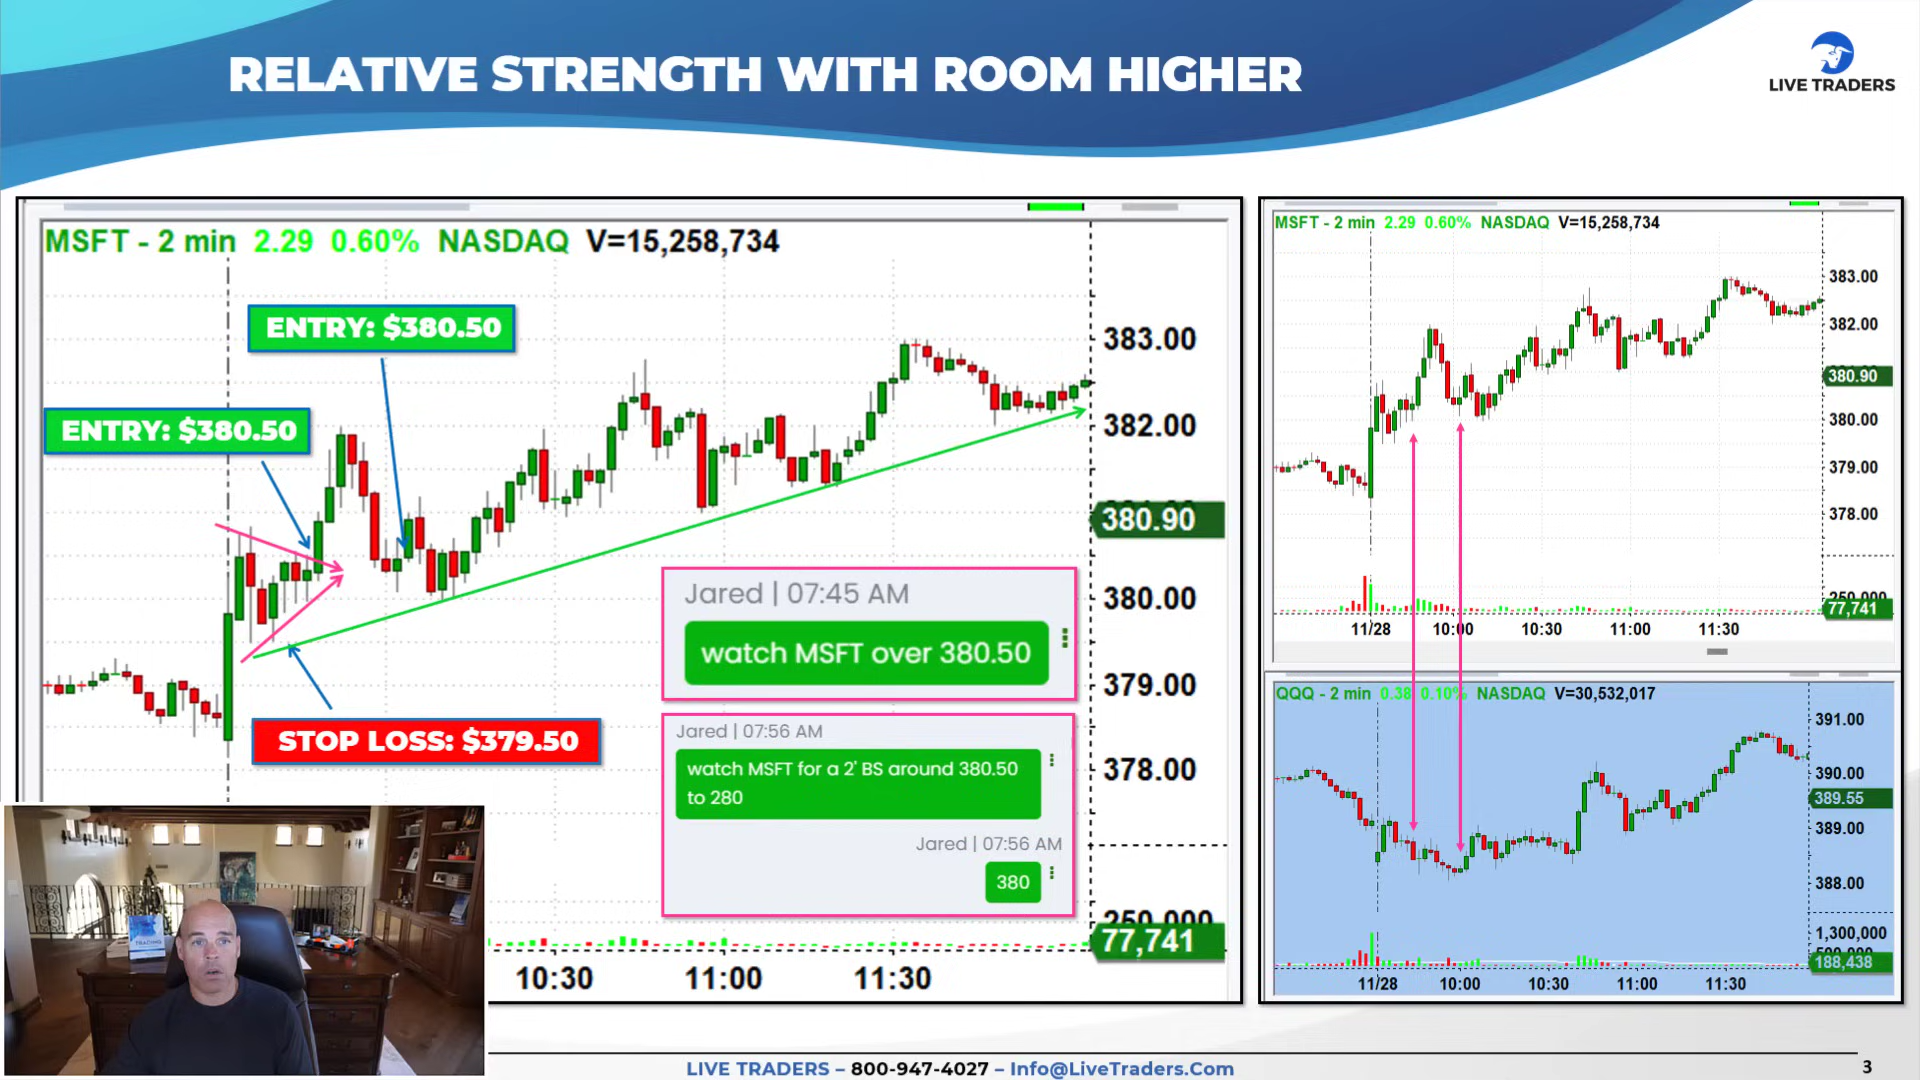 RELATIVE STRENGTH WITH ROOM HIGHER
LIVE TRADERS
MSFT - 2 min 2.29 0.60% NASDAQ V=15,258,734
ENTRY: $380.50
ENTRY: $380.50
STOP LOSS: $379.50
383.00
382.00
380.90
380.00
379.00
378.00
250,000
77,741
Jared | 07:45 AM
watch MSFT over 380.50
Jared | 07:56 AM
watch MSFT for a 2' BS around 380.50
to 280
Jared | 07:56 AM
380
10:30 11:00 11:30
MSFT - 2 min 2.29 0.60% NASDAQ V=15,258,734
383.00
382.00
380.90
380.00
379.00
378.00
250,000
77,741
11/28 10:00 10:30 11:00 11:30
QQQ - 2 min 0.38 0.10% NASDAQ V=30,532,017
391.00
390.00
389.55
389.00
388.00
1,300,000
188,438
11/28 10:00 10:30 11:00 11:30
TRADING
LIVE TRADERS – 800-947-4027 – Info@LiveTraders.Com
3